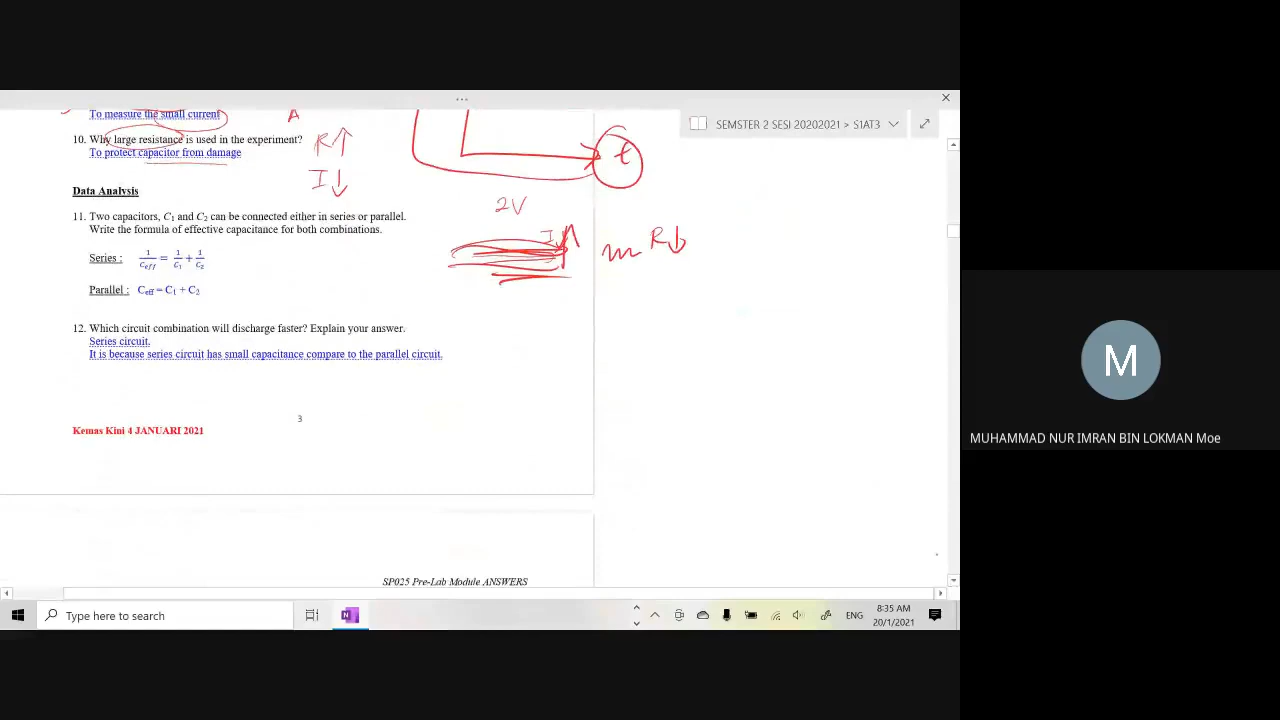 To measure the small current
A
SEMSTER 2 SESI 20202021 > S1AT3
10. Why large resistance is used in the experiment?
To protect capacitor from damage
R↑
I↓
t
Data Analysis
2V
11. Two capacitors, C1 and C2 can be connected either in series or parallel.
Write the formula of effective capacitance for both combinations.
I↑
m R↓
Series : 1/Ceff = 1/C1 + 1/C2
Parallel : Ceff = C1 + C2
12. Which circuit combination will discharge faster? Explain your answer.
Series circuit.
It is because series circuit has small capacitance compare to the parallel circuit.
3
Kemas Kini 4 JANUARI 2021
SP025 Pre-Lab Module ANSWERS
M
MUHAMMAD NUR IMRAN BIN LOKMAN Moe
Type here to search
N
ENG
8:35 AM
20/1/2021